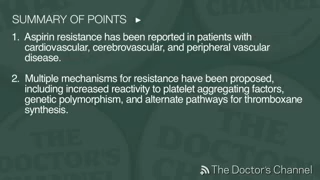 SUMMARY OF POINTS ►
1. Aspirin resistance has been reported in patients with
cardiovascular, cerebrovascular, and peripheral vascular
disease.
2. Multiple mechanisms for resistance have been proposed,
including increased reactivity to platelet aggregating factors,
genetic polymorphism, and alternate pathways for thromboxane
synthesis.
The Doctor's Channel